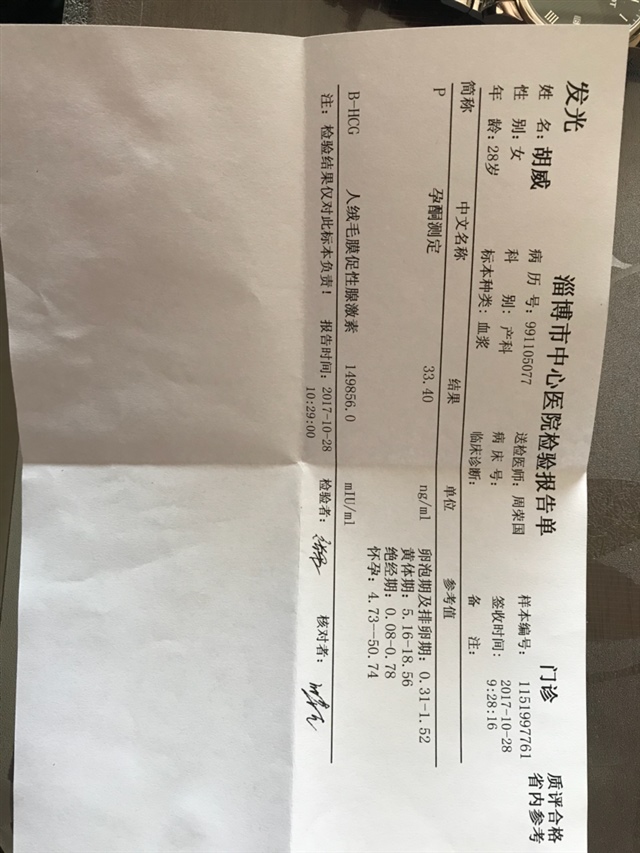 淄博市中心医院检验报告单
发光
门诊
质评合格
省内参考
姓 名：胡威 病 历 号：991105077 送检医师：周荣国 样本编号：1151997761
性 别：女 科 别：产科 病 床 号： 签收时间：2017-10-28 9:28:16
年 龄：28岁 标本种类：血浆 临床诊断： 备 注：
简称 中文名称 结果 单位 参考值
P 孕酮测定 33.40 ng/ml 卵泡期及排卵期：0.31-1.52
黄体期：5.16-18.56
绝经期：0.08-0.78
怀孕：4.73--50.74
B-HCG 人绒毛膜促性腺激素 149856.0 mIU/ml
注：检验结果仅对此标本负责！ 报告时间：2017-10-28 10:29:00 检验者： 核对者：